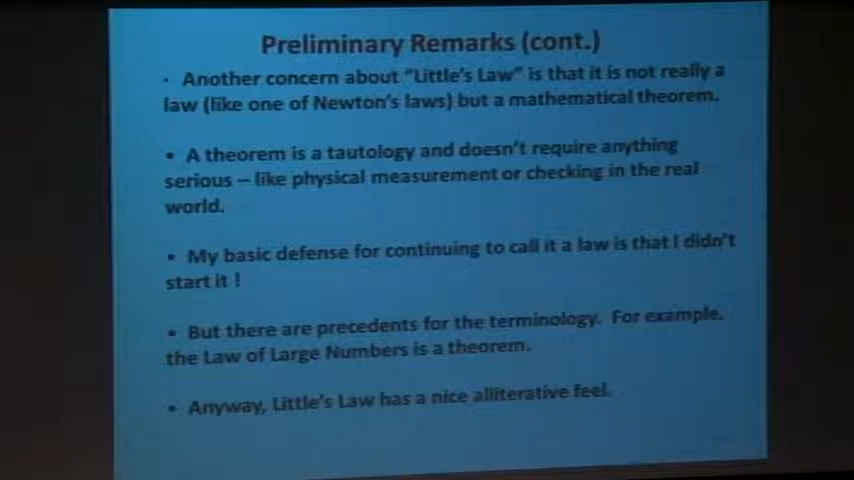 Preliminary Remarks (cont.)
• Another concern about "Little's Law" is that it is not really a
law (like one of Newton's laws) but a mathematical theorem.
• A theorem is a tautology and doesn't require anything
serious – like physical measurement or checking in the real
world.
• My basic defense for continuing to call it a law is that I didn't
start it !
• But there are precedents for the terminology. For example,
the Law of Large Numbers is a theorem.
• Anyway, Little's Law has a nice alliterative feel.